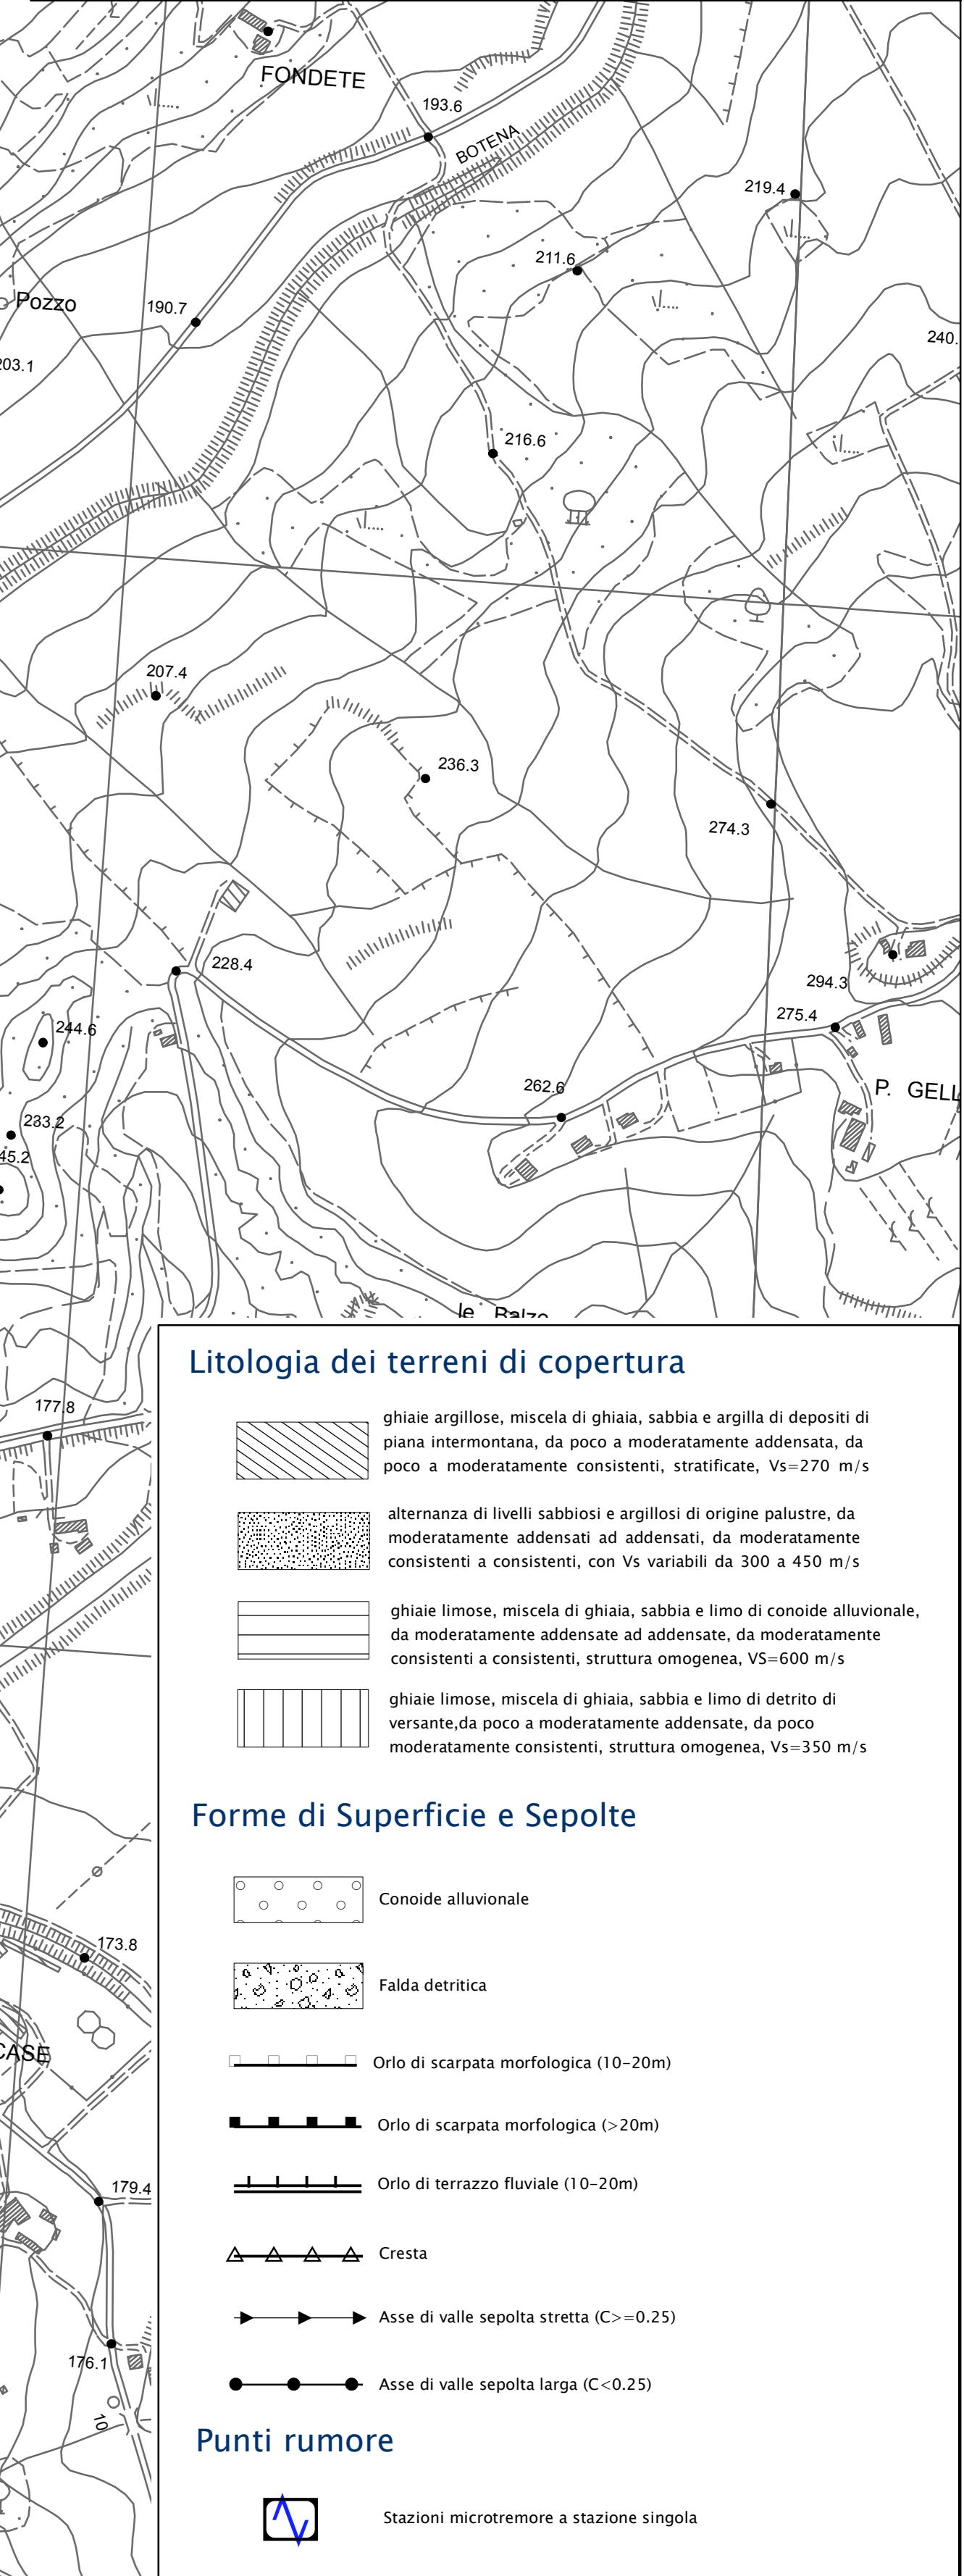 FONDETE
193.6
BOTENA
219.4
211.6
Pozzo
190.7
240.
203.1
216.6
207.4
236.3
274.3
228.4
294.3
275.4
244.6
262.6
P. GELL
233.2
45.2
le Balze
Litologia dei terreni di copertura
177.8
ghiaie argillose, miscela di ghiaia, sabbia e argilla di depositi di
piana intermontana, da poco a moderatamente addensata, da
poco a moderatamente consistenti, stratificate, Vs=270 m/s
alternanza di livelli sabbiosi e argillosi di origine palustre, da
moderatamente addensati ad addensati, da moderatamente
consistenti a consistenti, con Vs variabili da 300 a 450 m/s
ghiaie limose, miscela di ghiaia, sabbia e limo di conoide alluvionale,
da moderatamente addensate ad addensate, da moderatamente
consistenti a consistenti, struttura omogenea, VS=600 m/s
ghiaie limose, miscela di ghiaia, sabbia e limo di detrito di
versante,da poco a moderatamente addensate, da poco
moderatamente consistenti, struttura omogenea, Vs=350 m/s
Forme di Superficie e Sepolte
Conoide alluvionale
173.8
Falda detritica
CASE
Orlo di scarpata morfologica (10-20m)
Orlo di scarpata morfologica (>20m)
179.4
Orlo di terrazzo fluviale (10-20m)
Cresta
Asse di valle sepolta stretta (C>=0.25)
176.1
Asse di valle sepolta larga (C<0.25)
10
Punti rumore
Stazioni microtremore a stazione singola